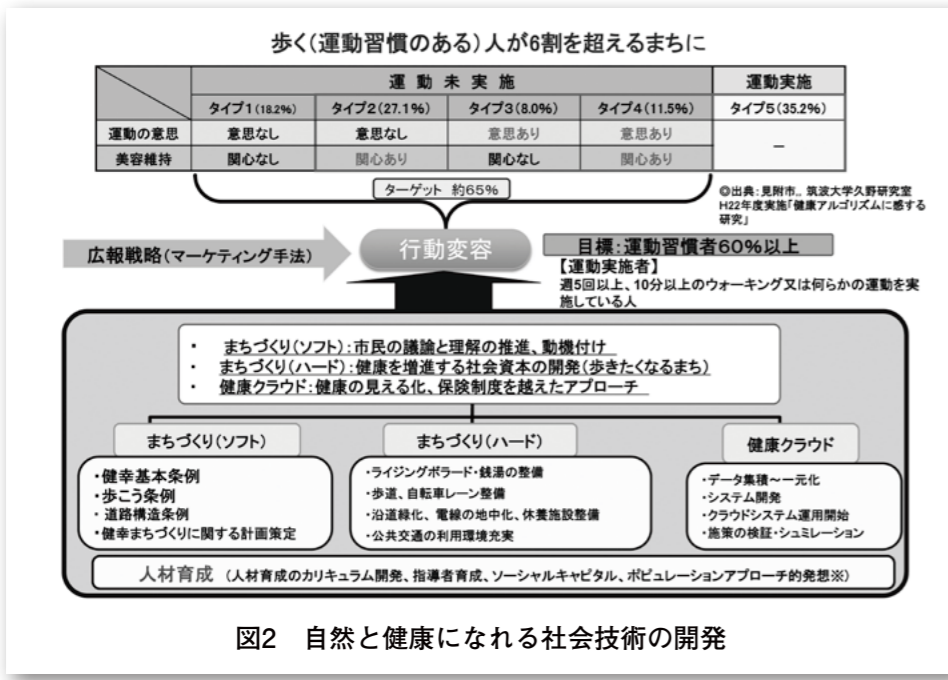 歩く(運動習慣のある)人が6割を超えるまちに
運動未実施
運動実施
タイプ1(18.2%)
タイプ2(27.1%)
タイプ3(8.0%)
タイプ4(11.5%)
タイプ5(35.2%)
運動の意思
意思なし
意思なし
意思あり
意思あり
－
美容維持
関心なし
関心あり
関心なし
関心あり
ターゲット 約65%
◎出典:見附市、筑波大学久野研究室
H22年度実施「健康アルゴリズムに感する
研究」
広報戦略(マーケティング手法)
行動変容
目標:運動習慣者60%以上
【運動実施者】
週5回以上、10分以上のウォーキング又は何らかの運動を実
施している人
・ まちづくり(ソフト):市民の議論と理解の推進、動機付け
・ まちづくり(ハード):健康を増進する社会資本の開発(歩きたくなるまち)
・ 健康クラウド:健康の見える化、保険制度を越えたアプローチ
まちづくり(ソフト)
・健幸基本条例
・歩こう条例
・道路構造条例
・健幸まちづくりに関する計画策定
まちづくり(ハード)
・ライジングボラード・銭湯の整備
・歩道、自転車レーン整備
・沿道緑化、電線の地中化、休養施設整備
・公共交通の利用環境充実
健康クラウド
・データ集積～一元化
・システム開発
・クラウドシステム運用開始
・施策の検証・シュミレーション
人材育成 (人材育成のカリキュラム開発、指導者育成、ソーシャルキャピタル、ポピュレーションアプローチ的発想※)
図2 自然と健康になれる社会技術の開発